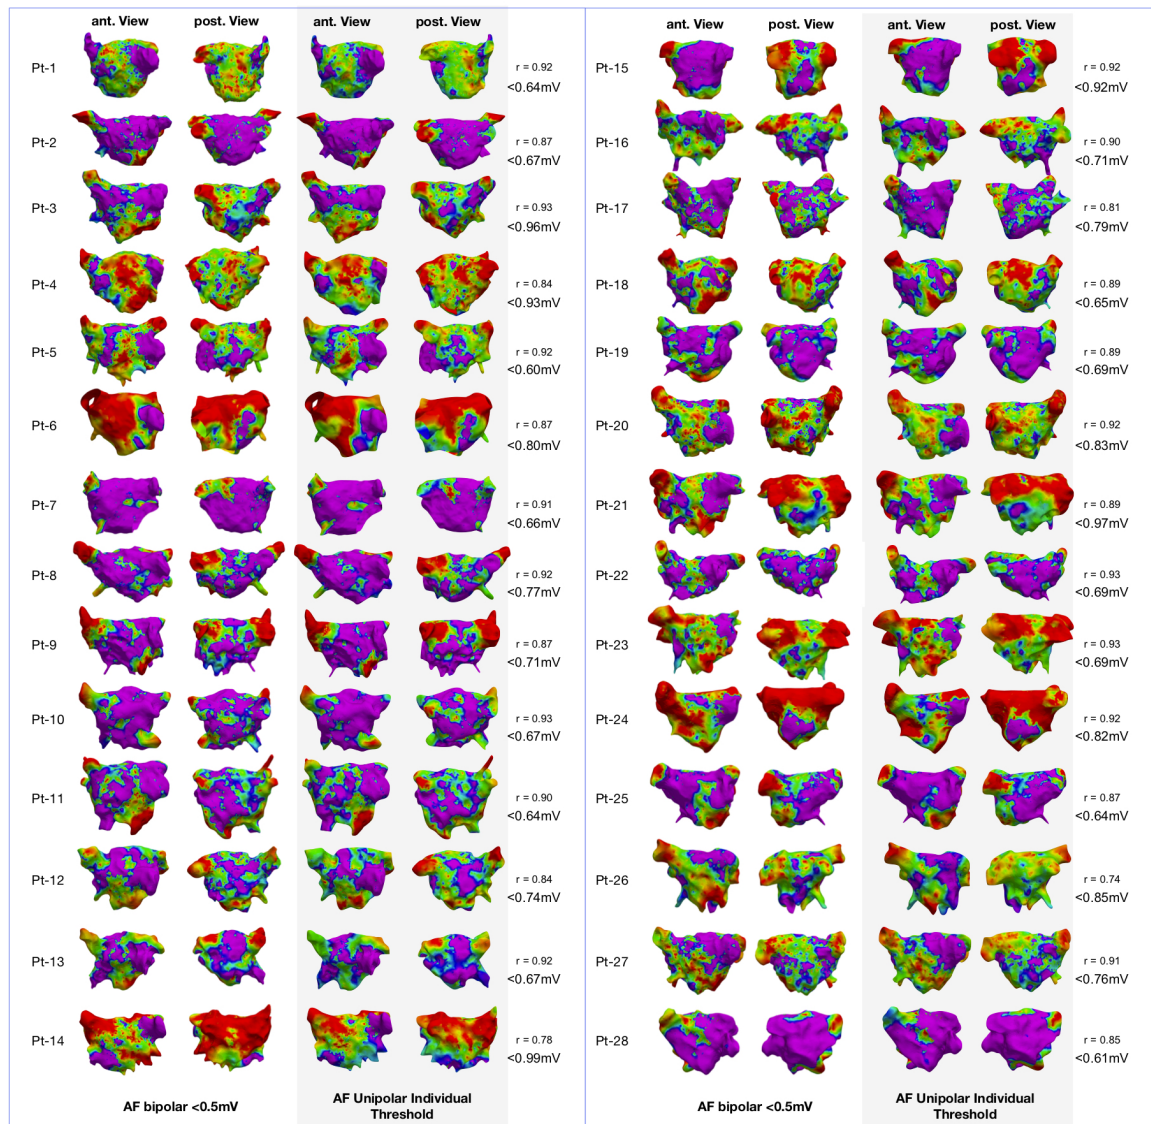 ant. View post. View ant. View post. View
Pt-1 r = 0.92
<0.64mV
Pt-2 r = 0.87
<0.67mV
Pt-3 r = 0.93
<0.96mV
Pt-4 r = 0.84
<0.93mV
Pt-5 r = 0.92
<0.60mV
Pt-6 r = 0.87
<0.80mV
Pt-7 r = 0.91
<0.66mV
Pt-8 r = 0.92
<0.77mV
Pt-9 r = 0.87
<0.71mV
Pt-10 r = 0.93
<0.67mV
Pt-11 r = 0.90
<0.64mV
Pt-12 r = 0.84
<0.74mV
Pt-13 r = 0.92
<0.67mV
Pt-14 r = 0.78
<0.99mV
AF bipolar <0.5mV
AF Unipolar Individual
Threshold
ant. View post. View ant. View post. View
Pt-15 r = 0.92
<0.92mV
Pt-16 r = 0.90
<0.71mV
Pt-17 r = 0.81
<0.79mV
Pt-18 r = 0.89
<0.65mV
Pt-19 r = 0.89
<0.69mV
Pt-20 r = 0.92
<0.83mV
Pt-21 r = 0.89
<0.97mV
Pt-22 r = 0.93
<0.69mV
Pt-23 r = 0.93
<0.69mV
Pt-24 r = 0.92
<0.82mV
Pt-25 r = 0.87
<0.64mV
Pt-26 r = 0.74
<0.85mV
Pt-27 r = 0.91
<0.76mV
Pt-28 r = 0.85
<0.61mV
AF bipolar <0.5mV
AF Unipolar Individual
Threshold